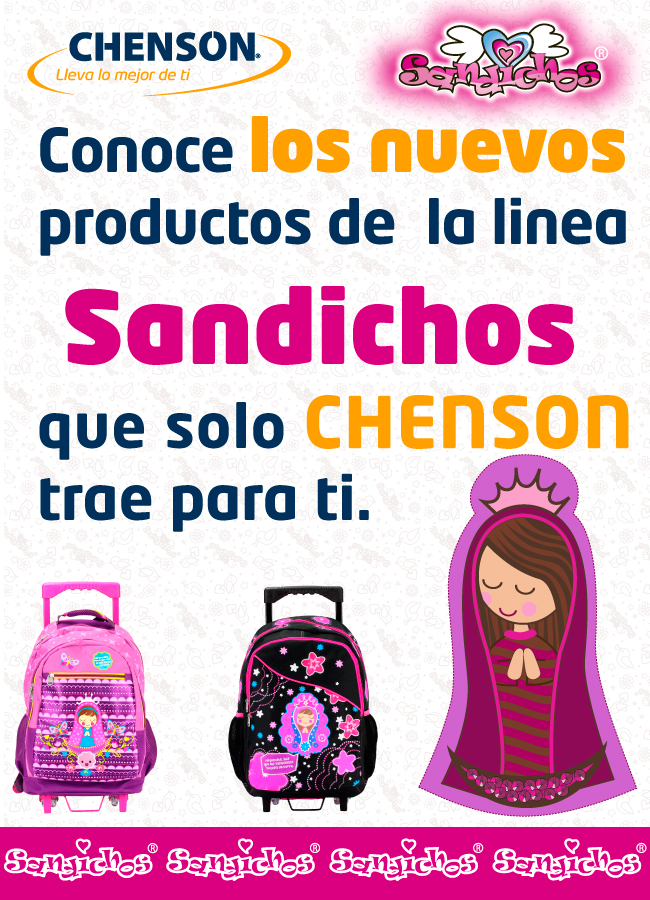 CHENSON®
Lleva lo mejor de ti
Sandichos®
Conoce los nuevos
productos de la linea
Sandichos
que solo CHENSON
trae para ti.
Sandichos® Sandichos® Sandichos® Sandichos®